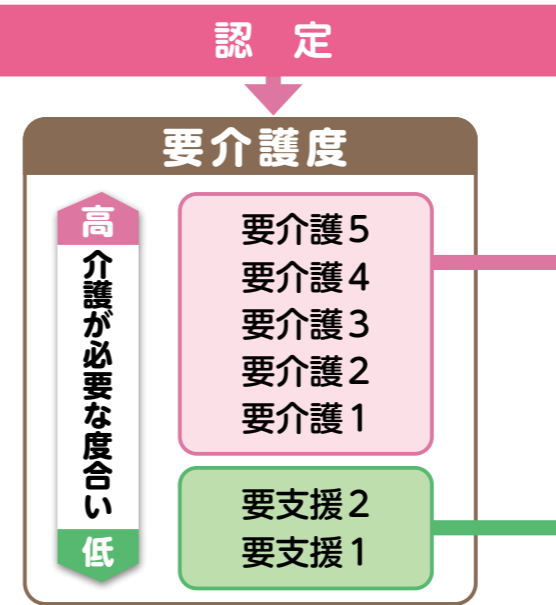 認 定
要介護度
高
介護が必要な度合い
低
要介護5
要介護4
要介護3
要介護2
要介護1
要支援2
要支援1